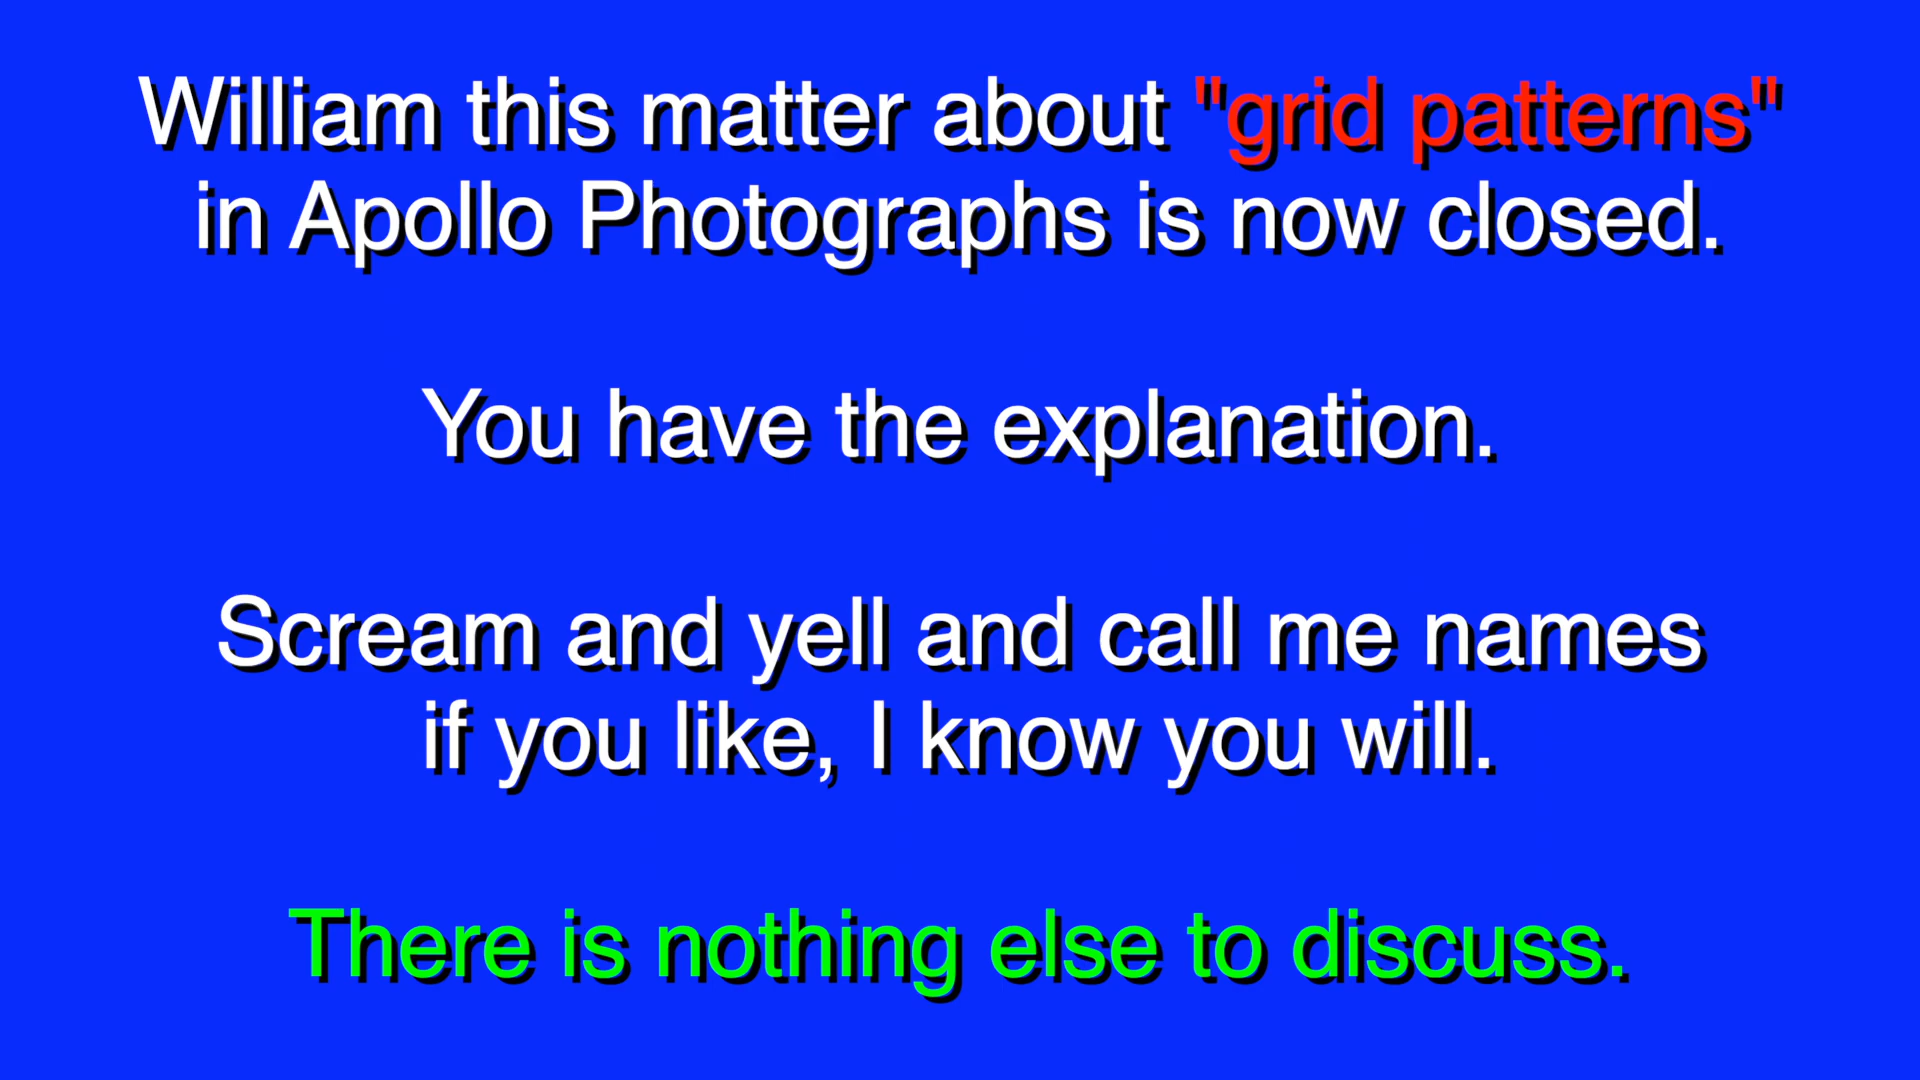 William this matter about "grid patterns"
in Apollo Photographs is now closed.
You have the explanation.
Scream and yell and call me names
if you like, I know you will.
There is nothing else to discuss.